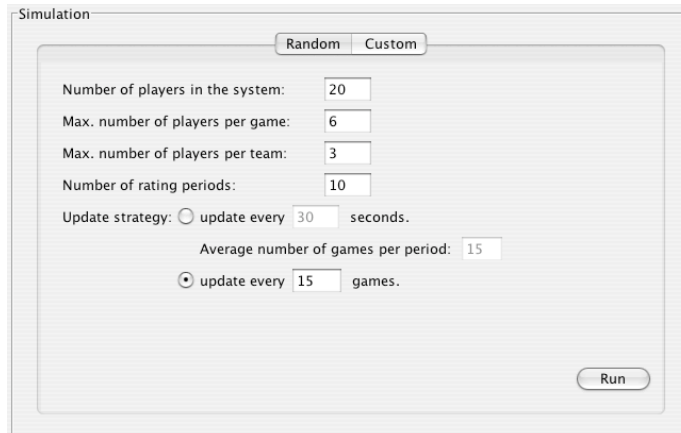 Simulation
Random Custom
Number of players in the system: 20
Max. number of players per game: 6
Max. number of players per team: 3
Number of rating periods: 10
Update strategy: update every 30 seconds.
Average number of games per period: 15
update every 15 games.
Run